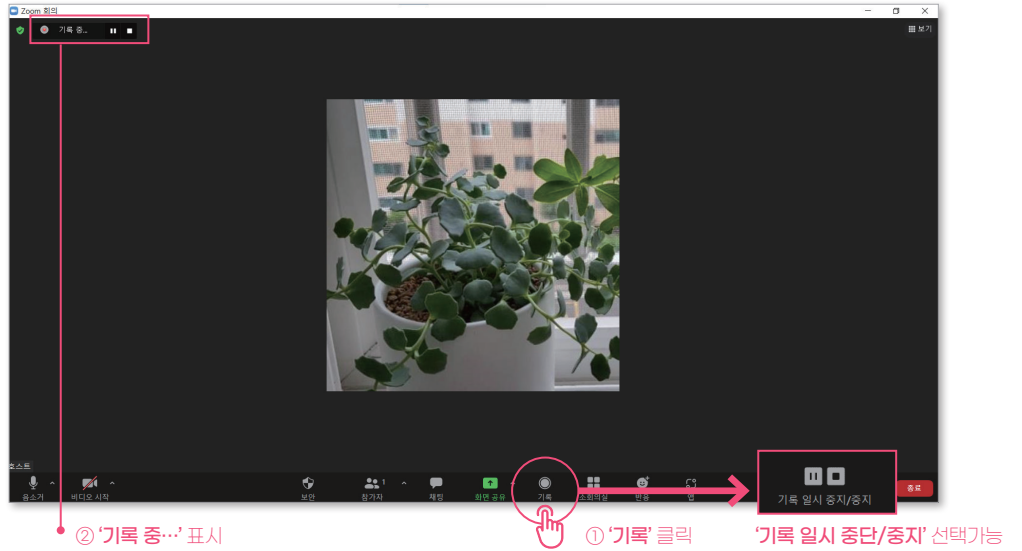 Zoom 회의
기록 중...
보기
호스트
음소거
비디오 시작
보안
1
참가자
채팅
화면 공유
기록
소회의실
반응
앱
기록 일시 중지/중지
종료
② '기록 중…' 표시
① '기록' 클릭
'기록 일시 중단/중지' 선택가능